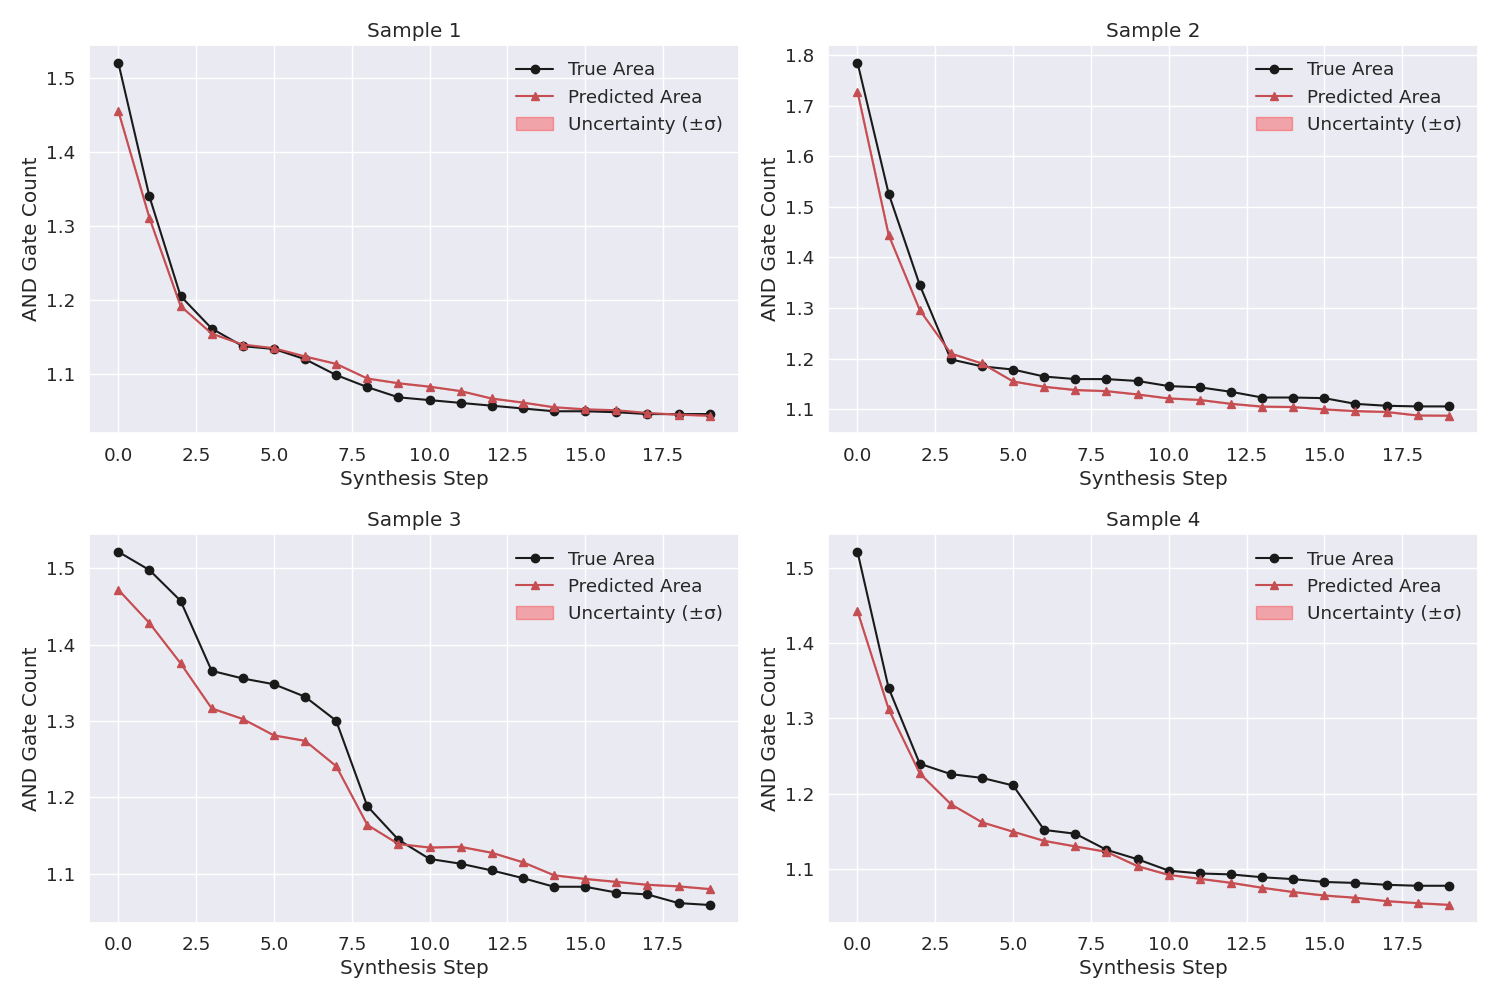 Sample 1
True Area
Predicted Area
Uncertainty (±σ)
AND Gate Count
1.5
1.4
1.3
1.2
1.1
0.0 2.5 5.0 7.5 10.0 12.5 15.0 17.5
Synthesis Step
Sample 2
True Area
Predicted Area
Uncertainty (±σ)
AND Gate Count
1.8
1.7
1.6
1.5
1.4
1.3
1.2
1.1
0.0 2.5 5.0 7.5 10.0 12.5 15.0 17.5
Synthesis Step
Sample 3
True Area
Predicted Area
Uncertainty (±σ)
AND Gate Count
1.5
1.4
1.3
1.2
1.1
0.0 2.5 5.0 7.5 10.0 12.5 15.0 17.5
Synthesis Step
Sample 4
True Area
Predicted Area
Uncertainty (±σ)
AND Gate Count
1.5
1.4
1.3
1.2
1.1
0.0 2.5 5.0 7.5 10.0 12.5 15.0 17.5
Synthesis Step